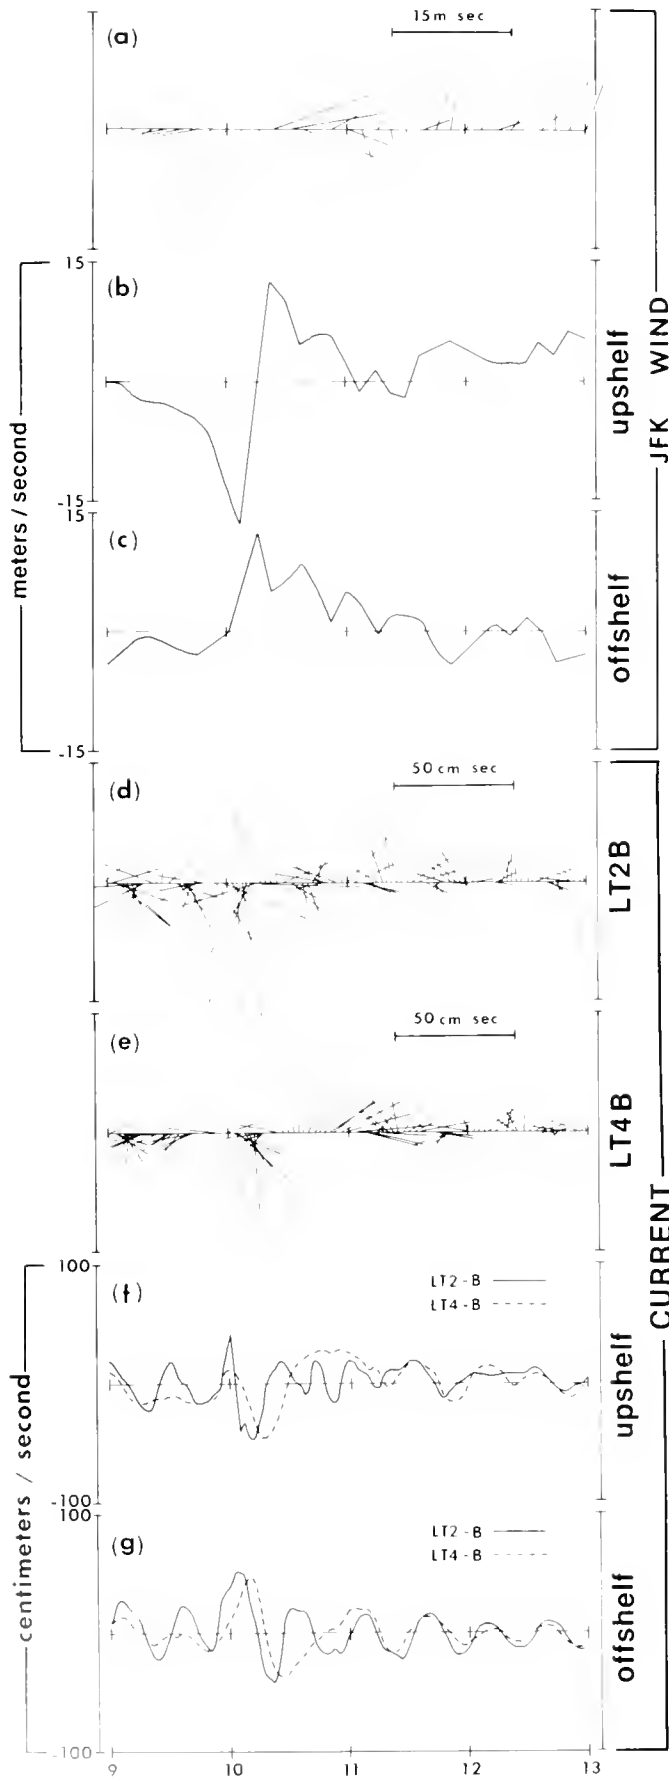 (a)
15m sec
(b)
15
-15
upshelf
(c)
15
-15
offshelf
meters / second
JFK WIND
(d)
50 cm sec
LT2B
(e)
50 cm sec
LT4B
(f)
100
-100
LT2-B
LT4-B
upshelf
(g)
100
-100
LT2-B
LT4-B
offshelf
centimeters / second
CURRENT
9 10 11 12 13